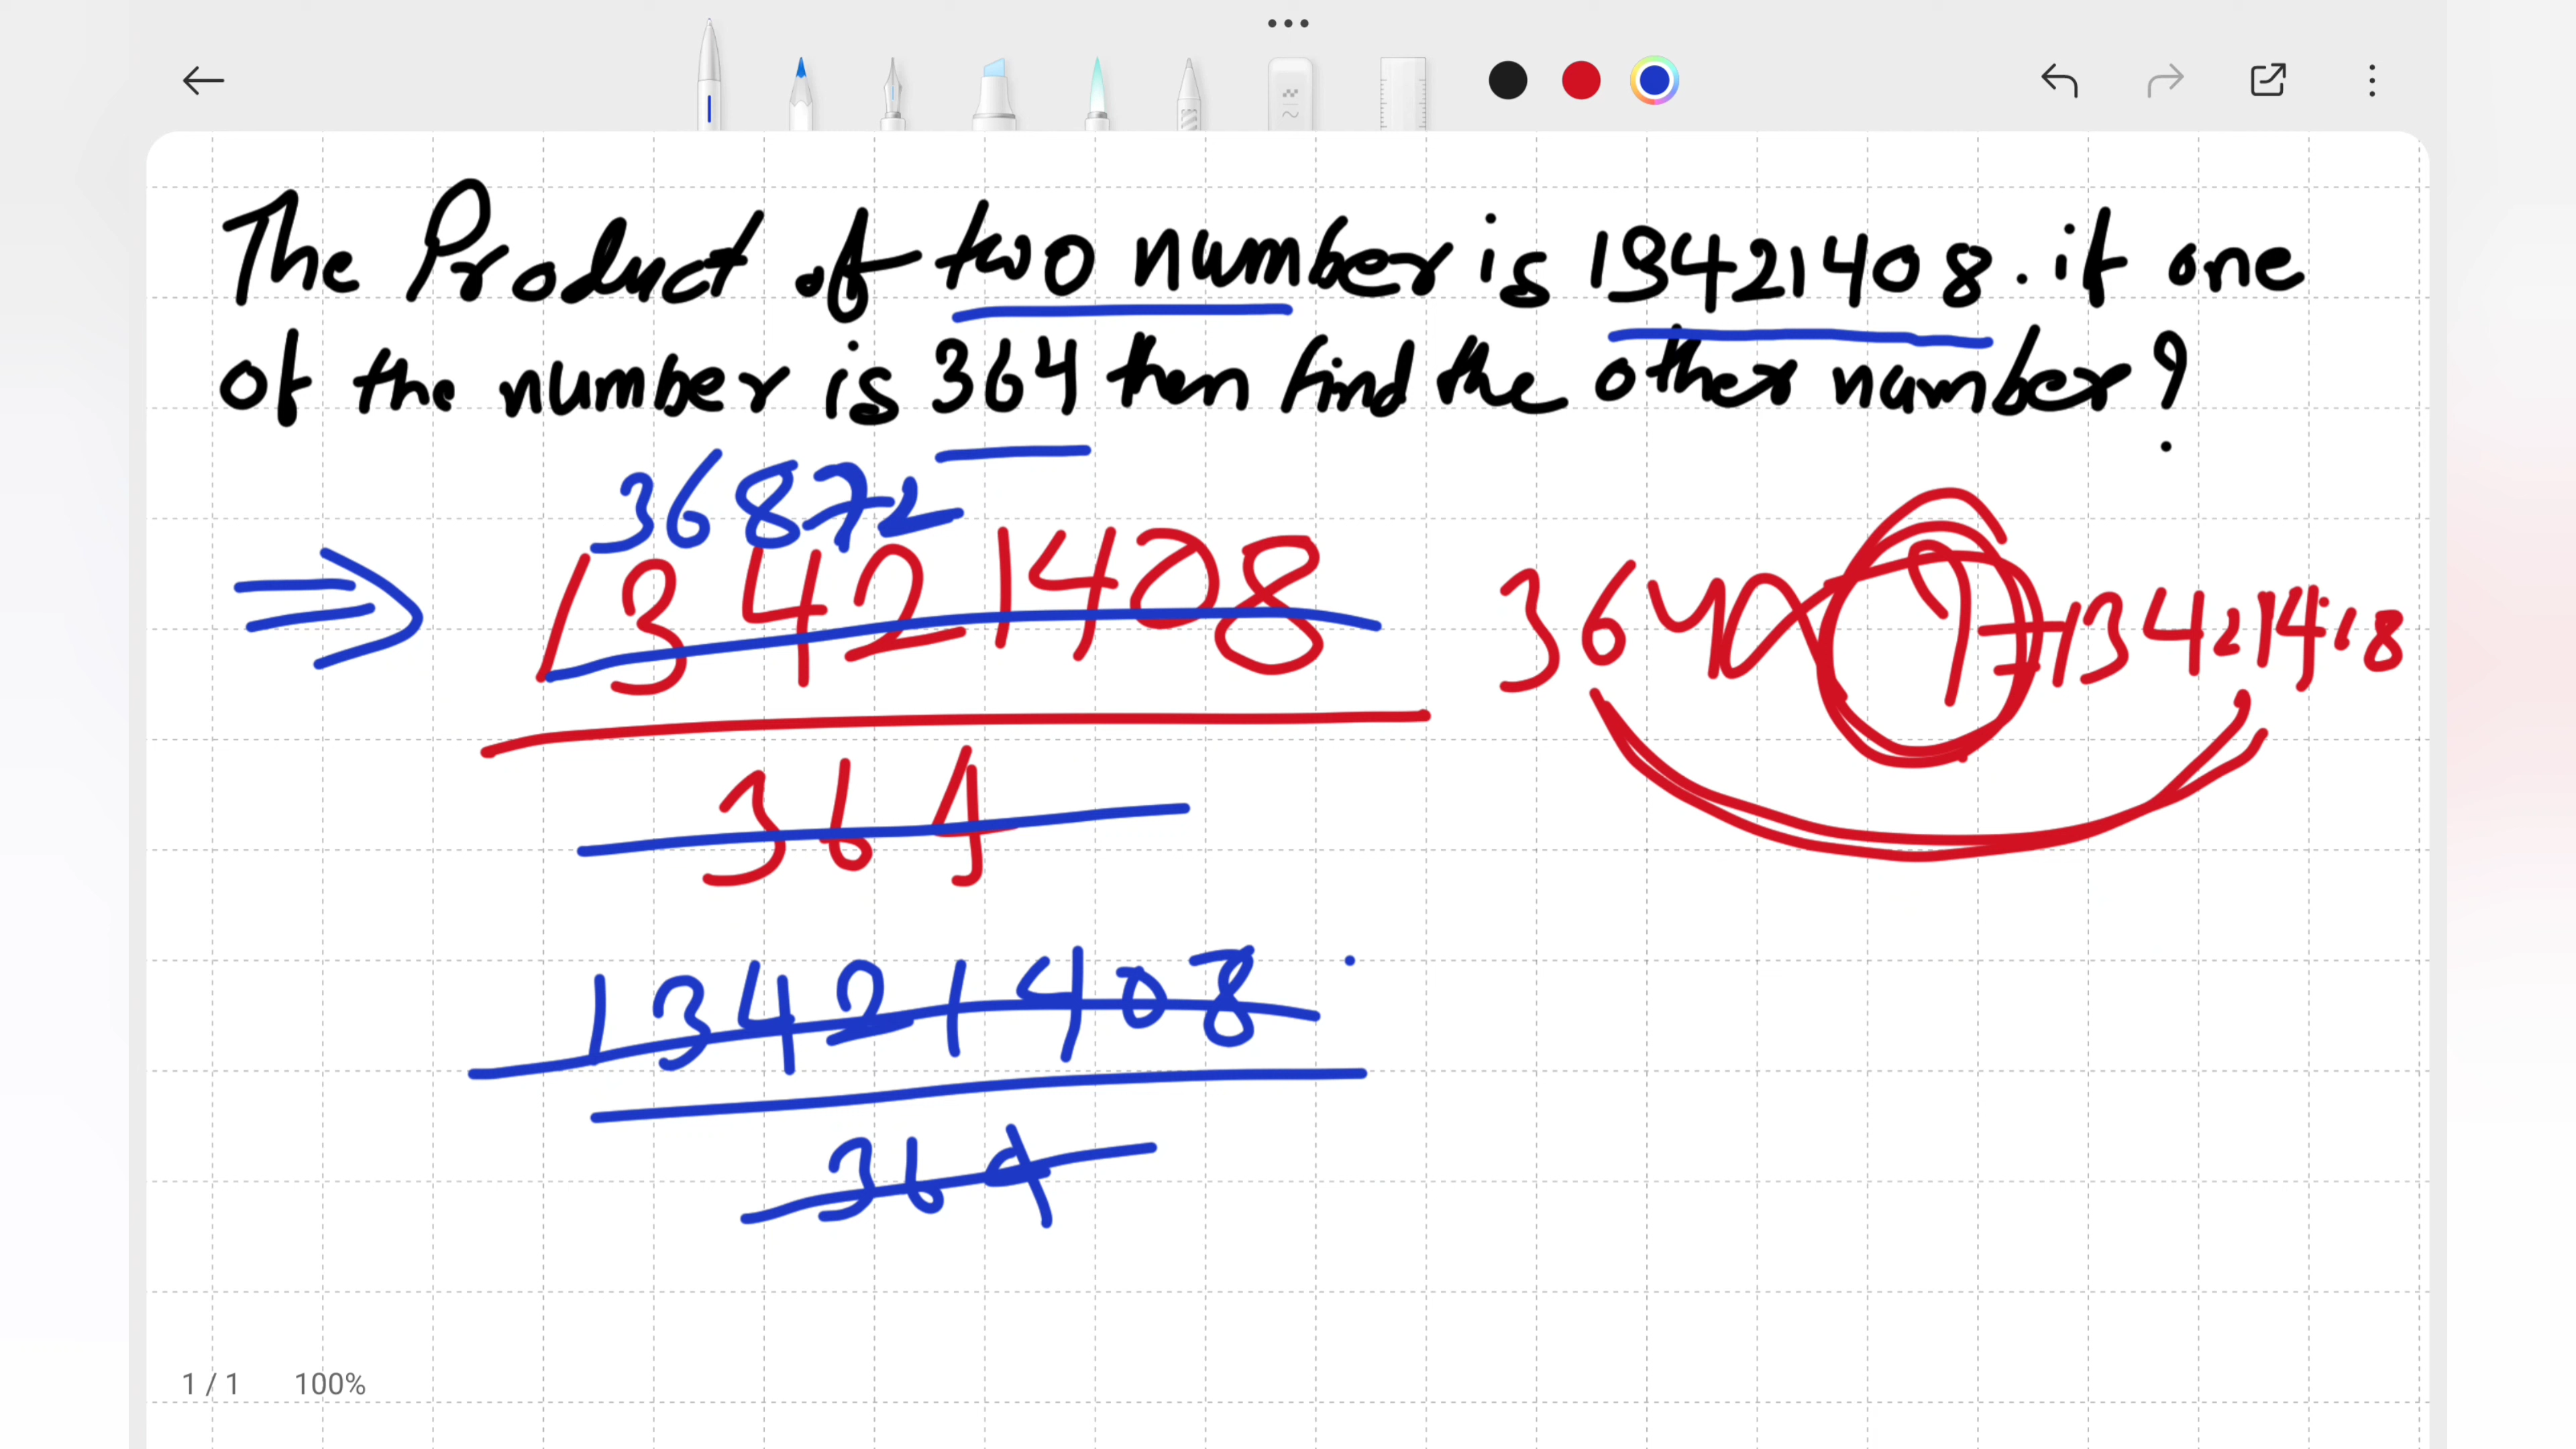 The Product of two number is 13421408. if one
of the number is 364 then find the other number?
36872
13421408
364
364 × ? = 13421408
13421408
364
1 / 1 100%